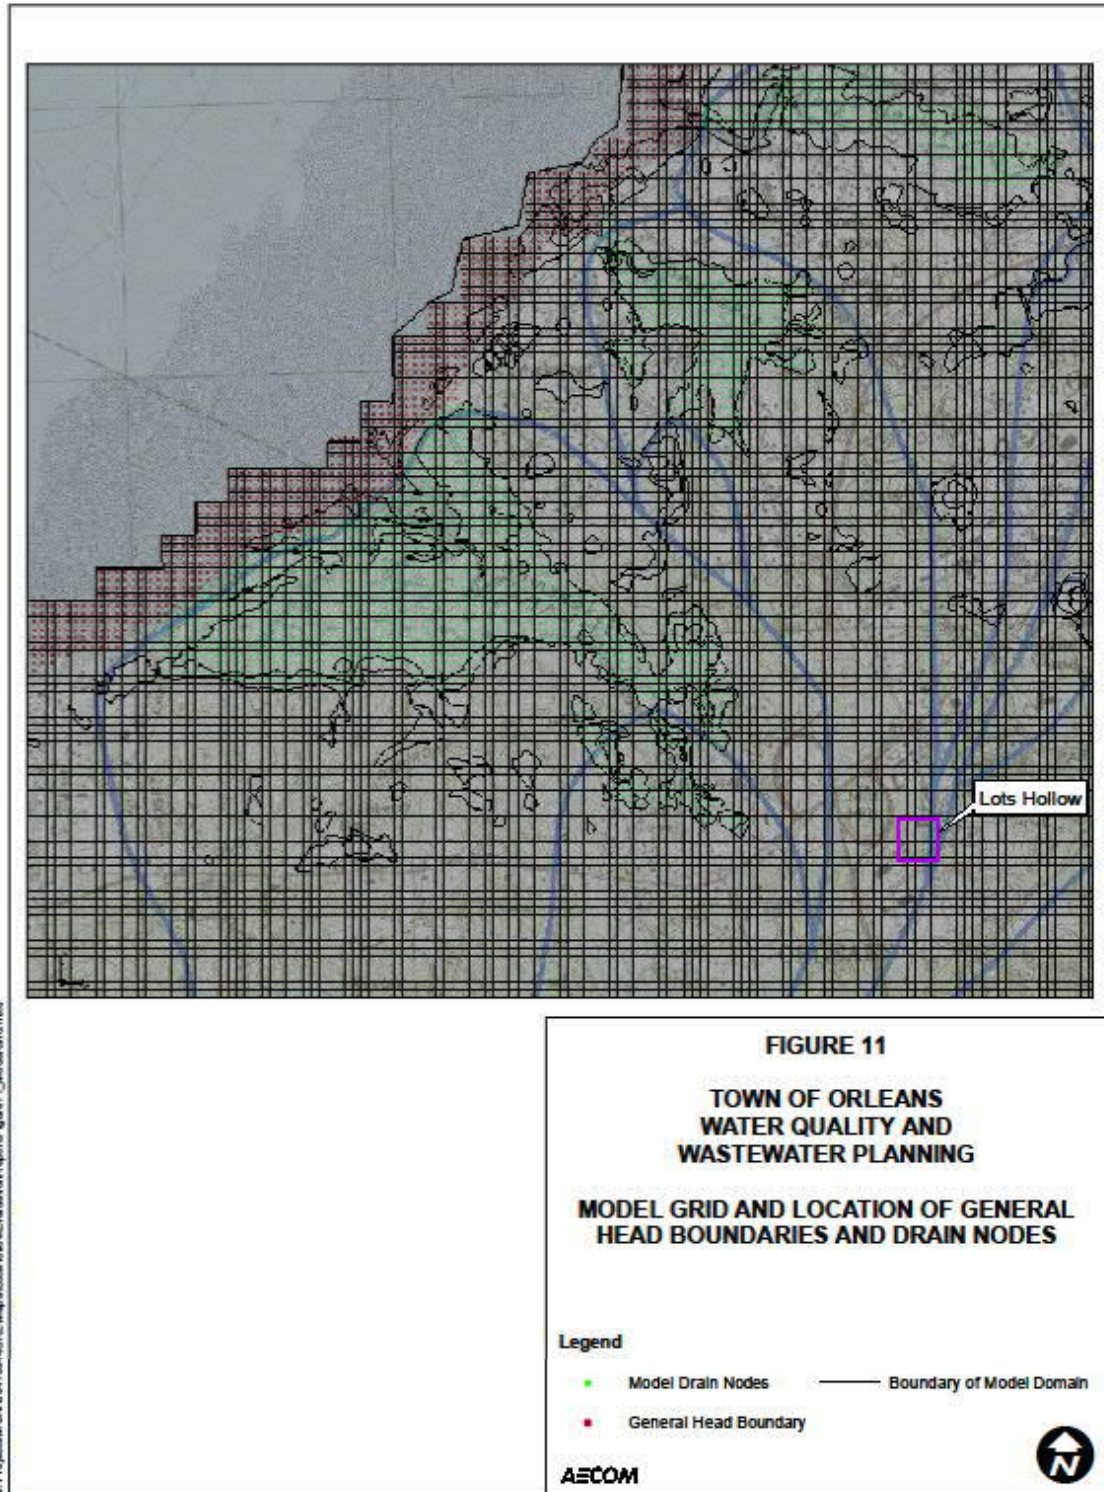 Lots Hollow
FIGURE 11
TOWN OF ORLEANS
WATER QUALITY AND
WASTEWATER PLANNING
MODEL GRID AND LOCATION OF GENERAL
HEAD BOUNDARIES AND DRAIN NODES
Legend
Model Drain Nodes
Boundary of Model Domain
General Head Boundary
AECOM
N